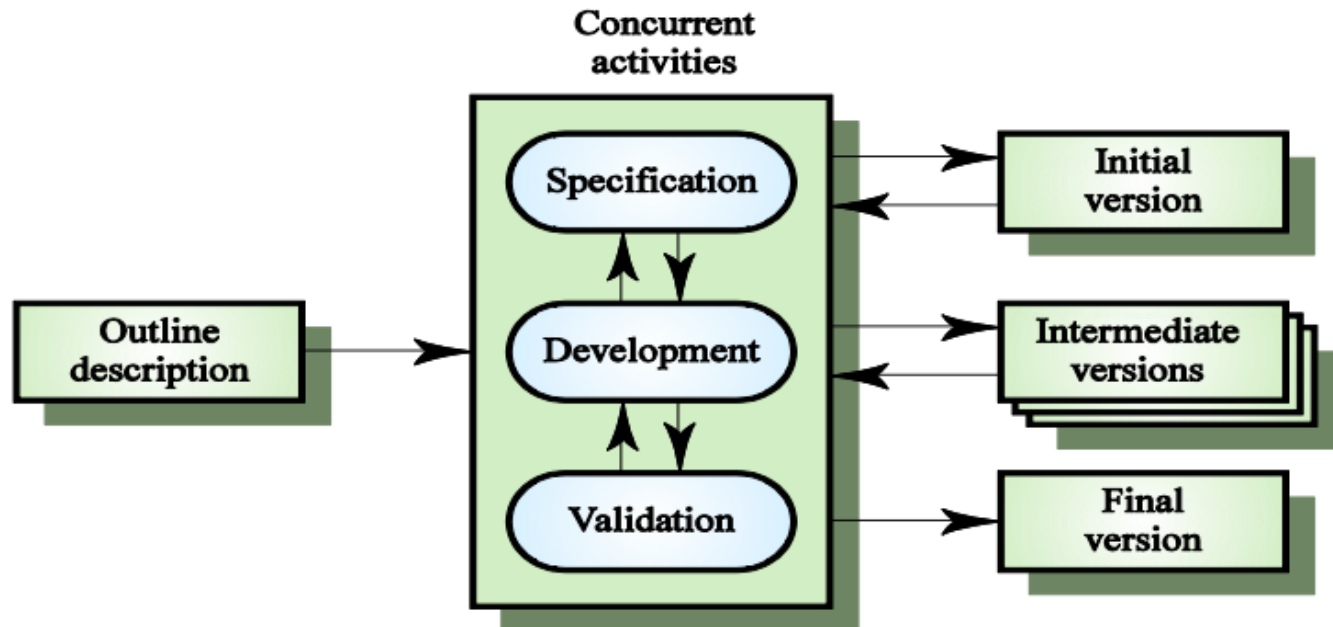 Concurrent
activities
Specification
Initial
version
Outline
description
Development
Intermediate
versions
Validation
Final
version